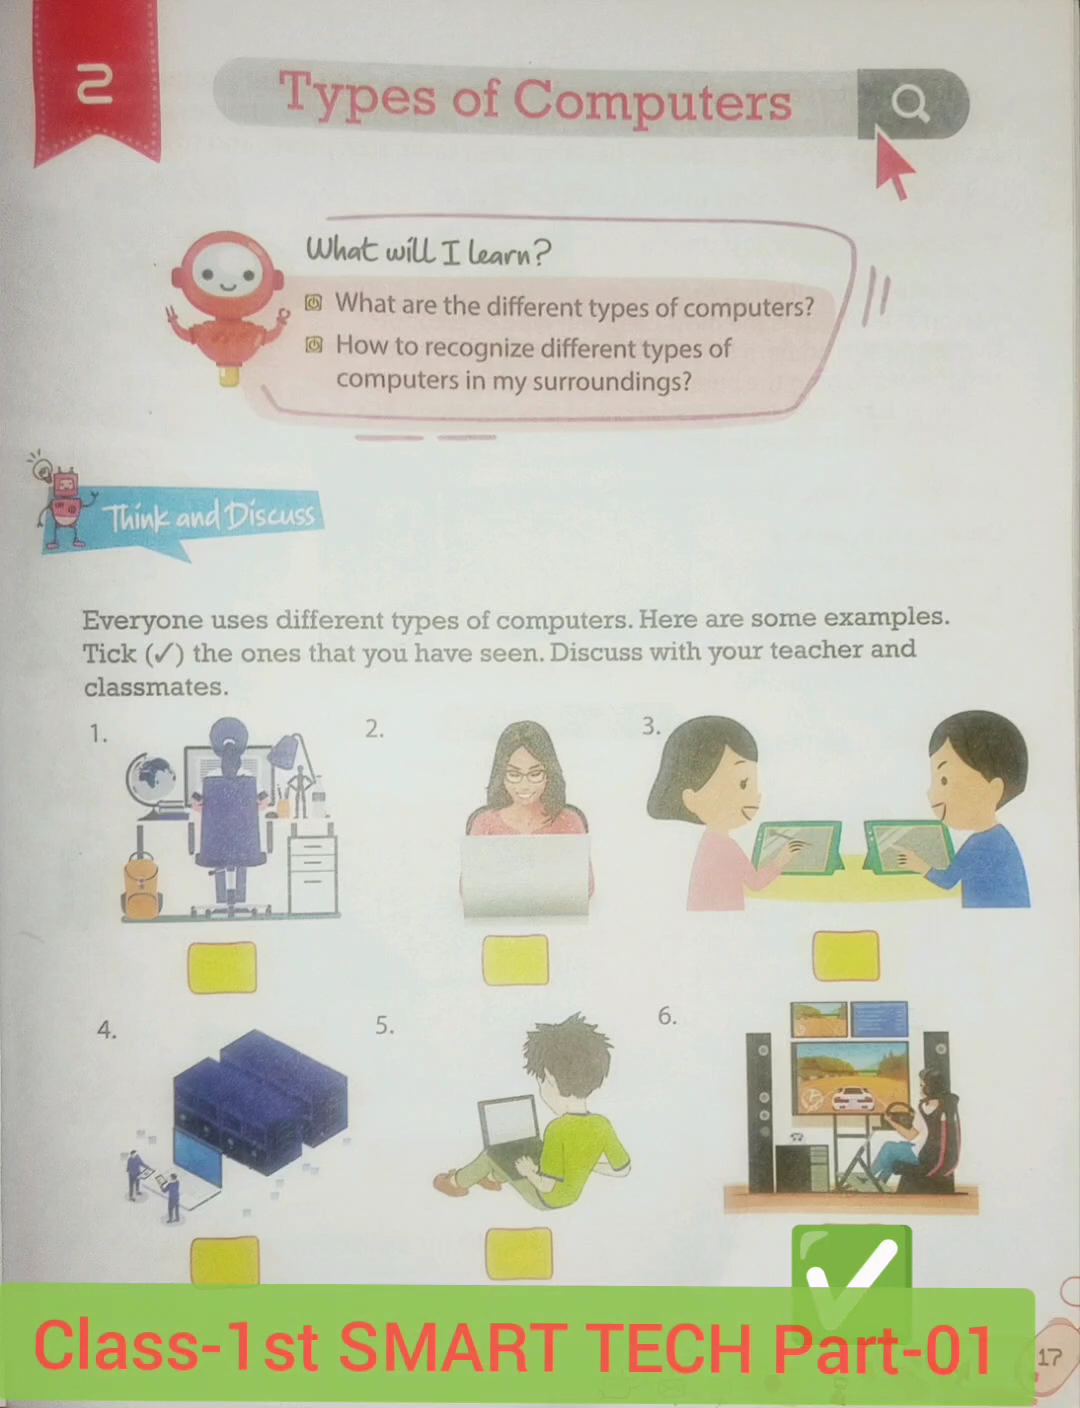 2
Types of Computers
What will I learn?
What are the different types of computers?
How to recognize different types of
computers in my surroundings?
Think and Discuss
Everyone uses different types of computers. Here are some examples.
Tick (✓) the ones that you have seen. Discuss with your teacher and
classmates.
1.
2.
3.
4.
5.
6.
Class-1st SMART TECH Part-01
17